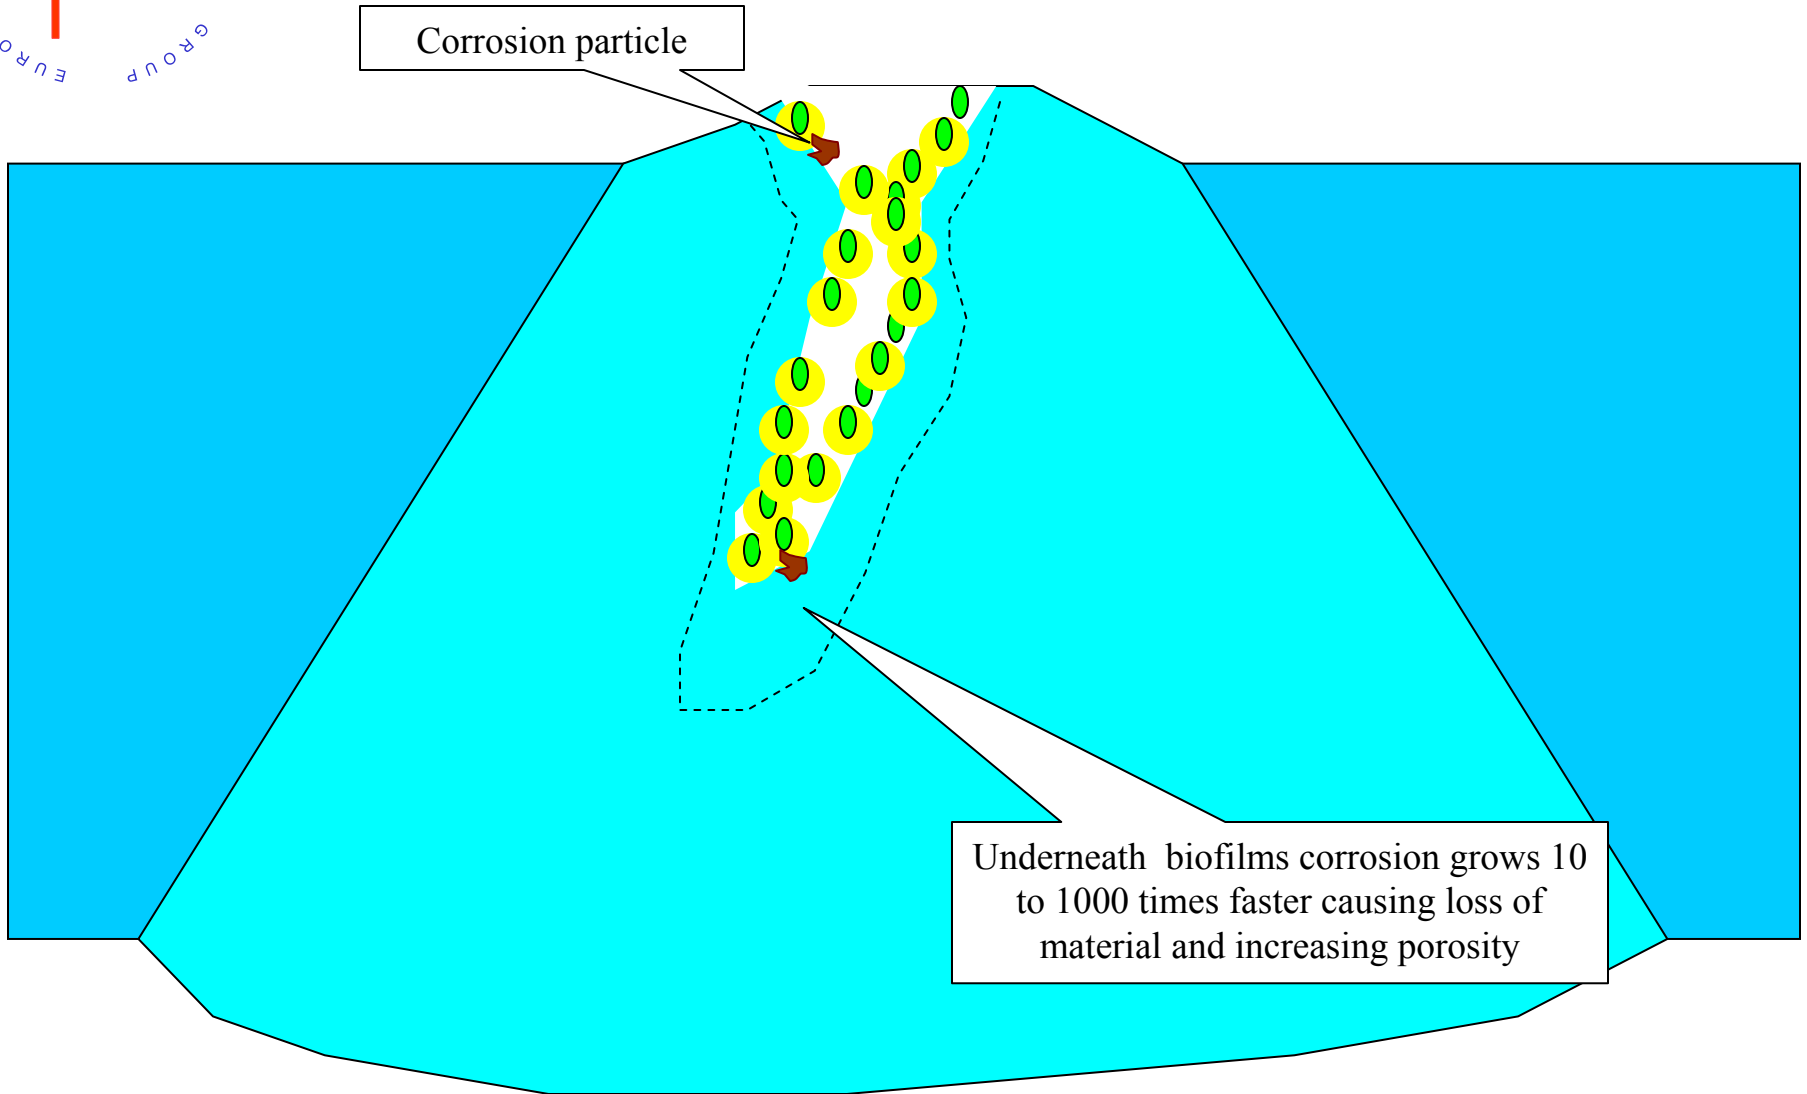 EURO
GROUP
Corrosion particle
Underneath  biofilms corrosion grows 10
to 1000 times faster causing loss of
material and increasing porosity